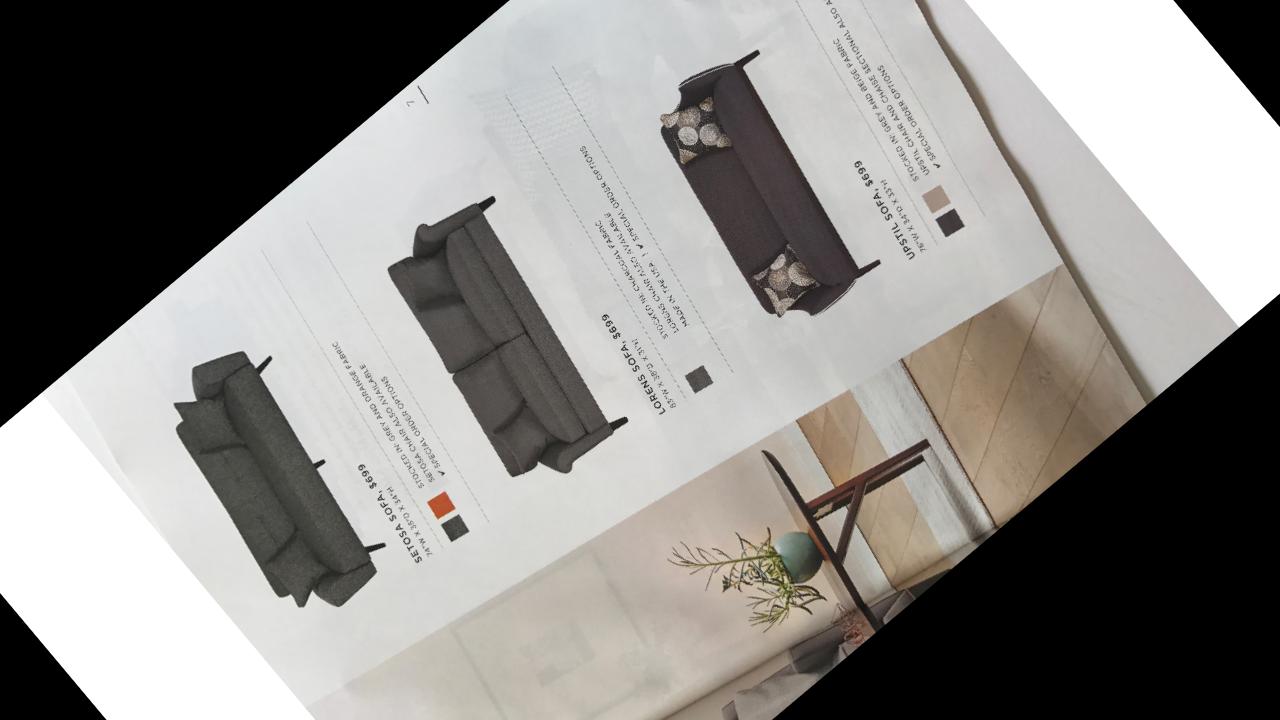 SETOSA SOFA, $699
74"W X 35"D X 34"H
STOCKED IN: GREY AND ORANGE FABRIC
SETOSA CHAIR ALSO AVAILABLE
✔ SPECIAL ORDER OPTIONS
LORENS SOFA, $699
83"W X 38"D X 31"H
STOCKED IN: CHARCOAL FABRIC
LORENS CHAIR ALSO AVAILABLE
MADE IN THE USA | ✔ SPECIAL ORDER OPTIONS
UPSTIL SOFA, $699
76"W X 34"D X 33"H
STOCKED IN: GREY AND BEIGE FABRIC
UPSTIL CHAIR AND CHAISE SECTIONAL ALSO
✔ SPECIAL ORDER OPTIONS
7